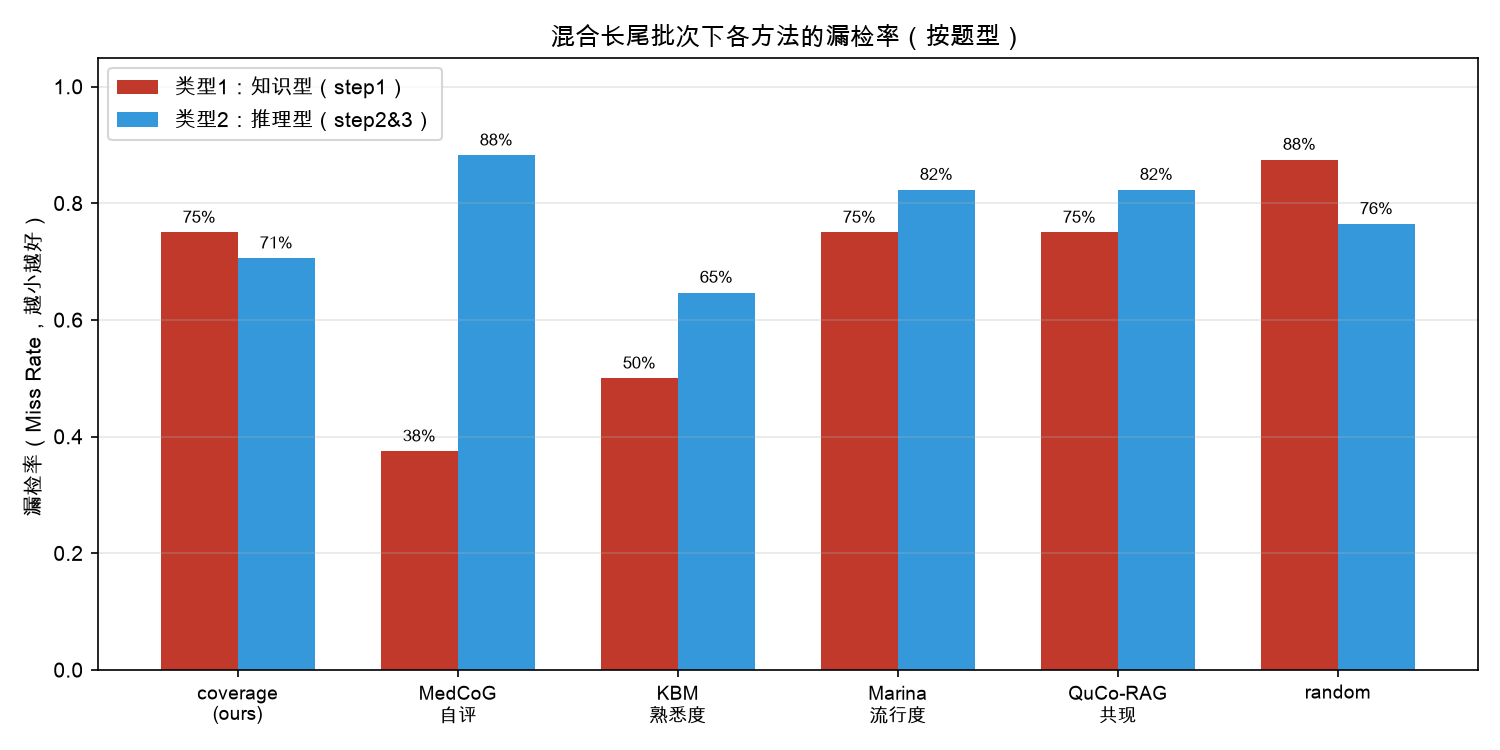 混合长尾批次下各方法的漏检率（按题型）
类型1：知识型（step1）
类型2：推理型（step2&3）
漏检率（Miss Rate，越小越好）
1.0
0.8
0.6
0.4
0.2
0.0
75%
71%
38%
88%
50%
65%
75%
82%
75%
82%
88%
76%
coverage
(ours)
MedCoG
自评
KBM
熟悉度
Marina
流行度
QuCo-RAG
共现
random